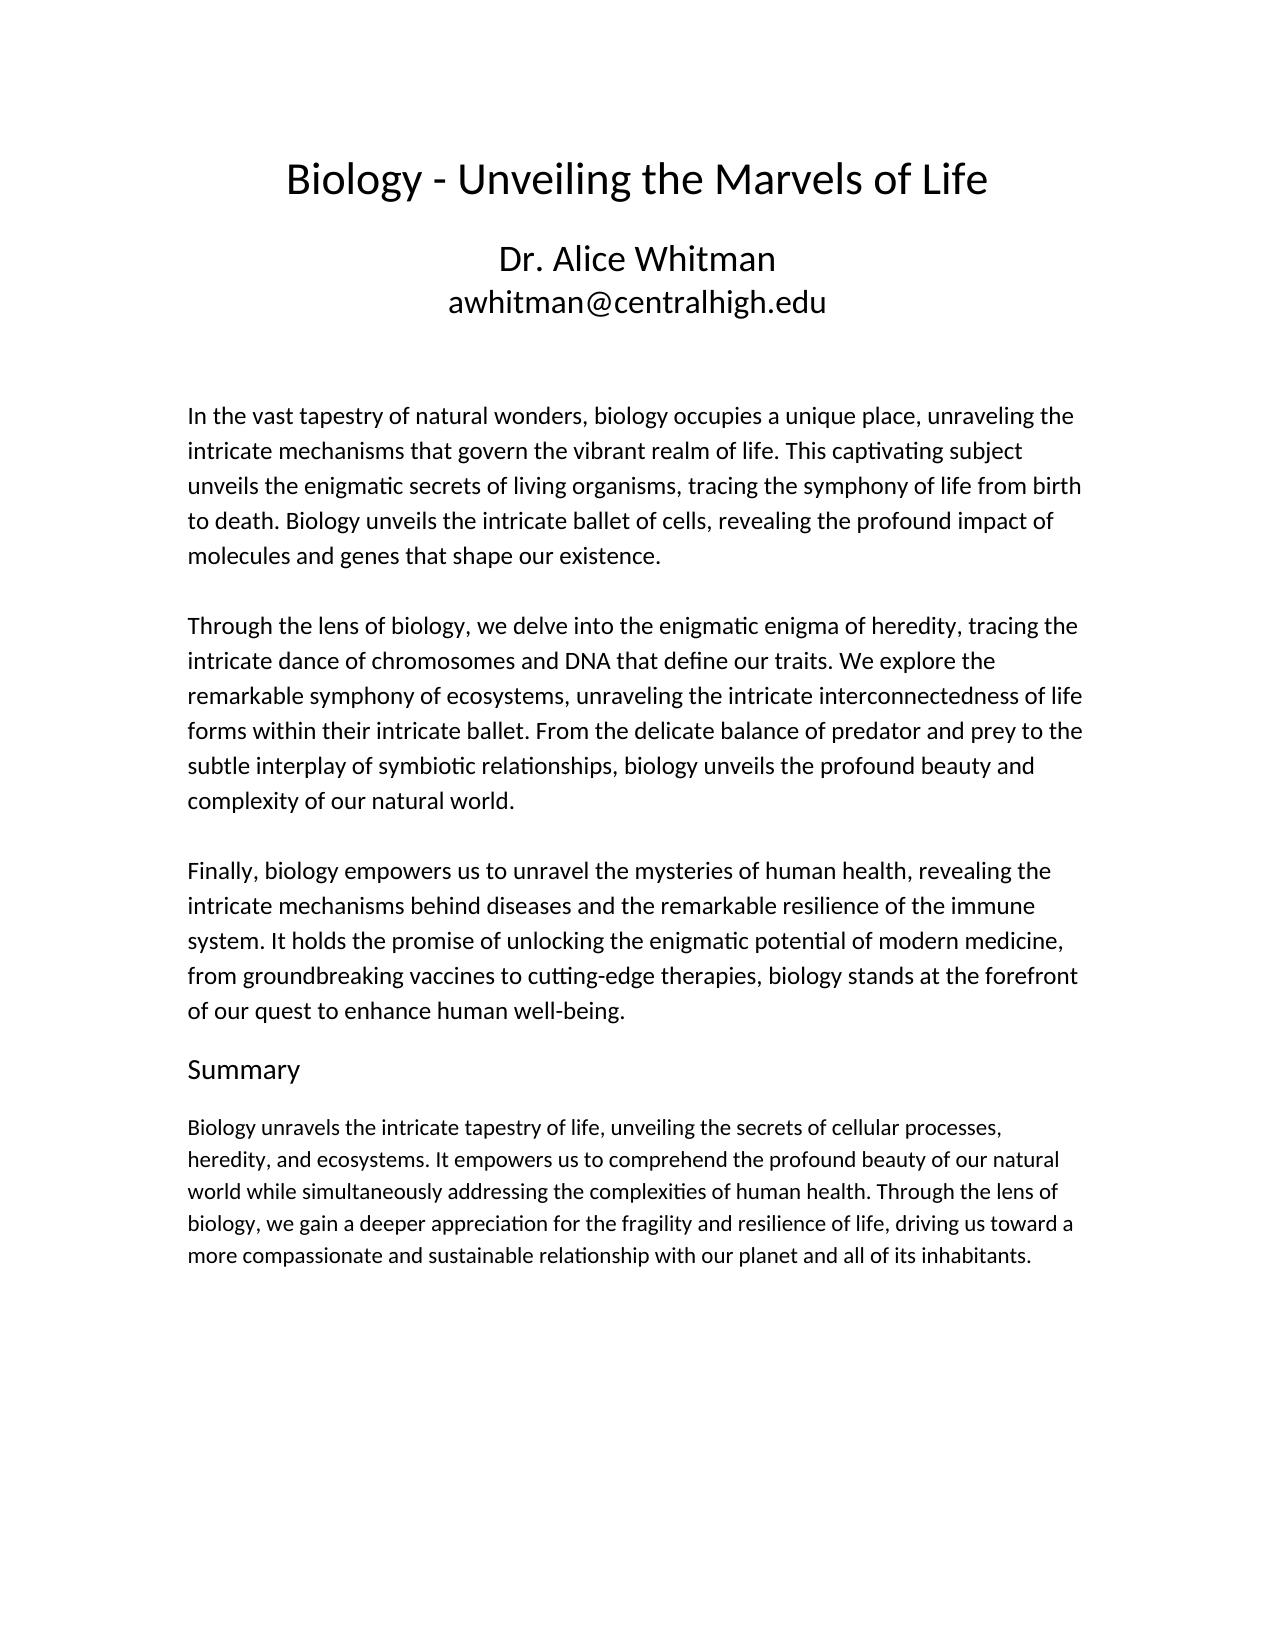 Biology - Unveiling the Marvels of Life
Dr. Alice Whitman
awhitman@centralhigh.edu
In the vast tapestry of natural wonders, biology occupies a unique place, unraveling the
intricate mechanisms that govern the vibrant realm of life. This captivating subject
unveils the enigmatic secrets of living organisms, tracing the symphony of life from birth
to death. Biology unveils the intricate ballet of cells, revealing the profound impact of
molecules and genes that shape our existence.
Through the lens of biology, we delve into the enigmatic enigma of heredity, tracing the
intricate dance of chromosomes and DNA that define our traits. We explore the
remarkable symphony of ecosystems, unraveling the intricate interconnectedness of life
forms within their intricate ballet. From the delicate balance of predator and prey to the
subtle interplay of symbiotic relationships, biology unveils the profound beauty and
complexity of our natural world.
Finally, biology empowers us to unravel the mysteries of human health, revealing the
intricate mechanisms behind diseases and the remarkable resilience of the immune
system. It holds the promise of unlocking the enigmatic potential of modern medicine,
from groundbreaking vaccines to cutting-edge therapies, biology stands at the forefront
of our quest to enhance human well-being.
Summary
Biology unravels the intricate tapestry of life, unveiling the secrets of cellular processes,
heredity, and ecosystems. It empowers us to comprehend the profound beauty of our natural
world while simultaneously addressing the complexities of human health. Through the lens of
biology, we gain a deeper appreciation for the fragility and resilience of life, driving us toward a
more compassionate and sustainable relationship with our planet and all of its inhabitants.